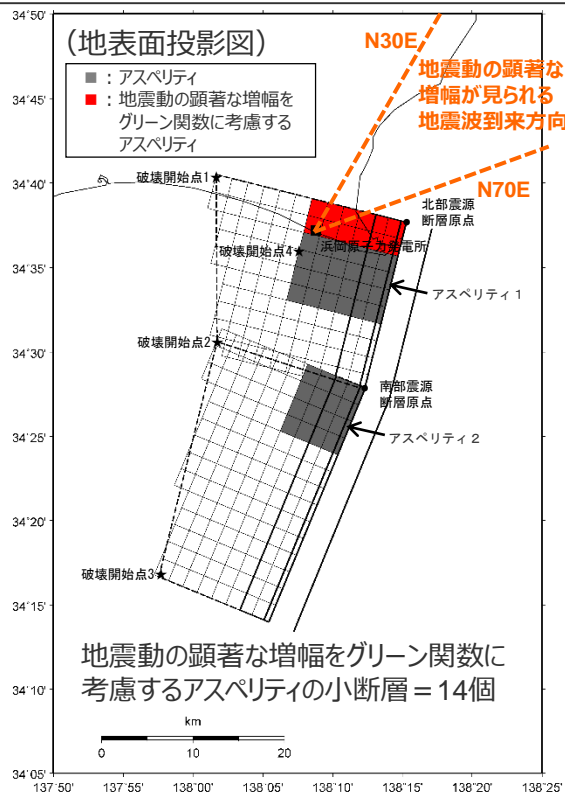 (地表面投影図)
■ : アスペリティ
■ : 地震動の顕著な増幅を
グリーン関数に考慮する
アスペリティ
N30E
地震動の顕著な
増幅が見られる
地震波到来方向
N70E
34°50'
34°45'
34°40'
34°35'
34°30'
34°25'
34°20'
34°15'
34°10'
34°05'
破壊開始点1
北部震源
断層原点
浜岡原子力発電所
破壊開始点4
アスペリティ1
破壊開始点2
南部震源
断層原点
アスペリティ2
破壊開始点3
地震動の顕著な増幅をグリーン関数に
考慮するアスペリティの小断層=14個
km
0 10 20
137°50' 137°55' 138°00' 138°05' 138°10' 138°15' 138°20' 138°25'